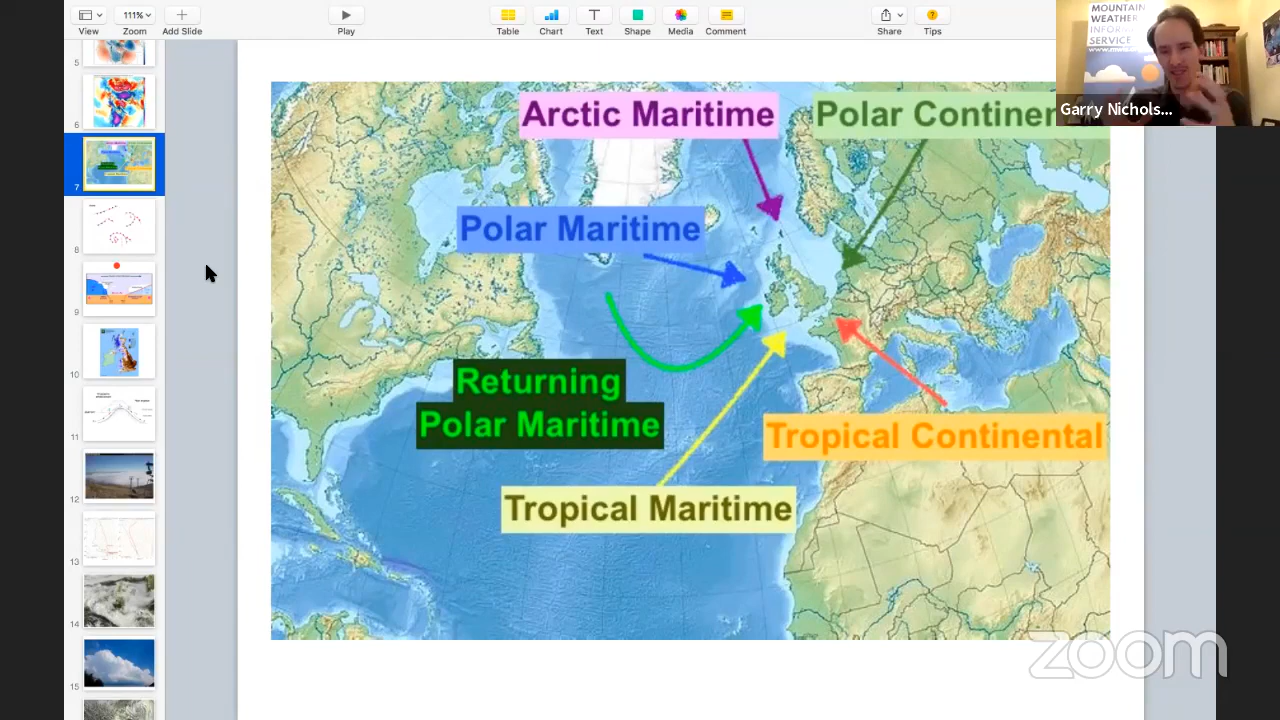 111%
View
Zoom
Add Slide
Play
Table
Chart
Text
Shape
Media
Comment
Share
Tips
MOUNTAIN
WEATHER
INFORM
SERVICE
Garry Nichols...
5
6
7
8
9
10
11
12
13
14
15
Arctic Maritime
Polar Continen
Polar Maritime
Returning
Polar Maritime
Tropical Continental
Tropical Maritime
zoom